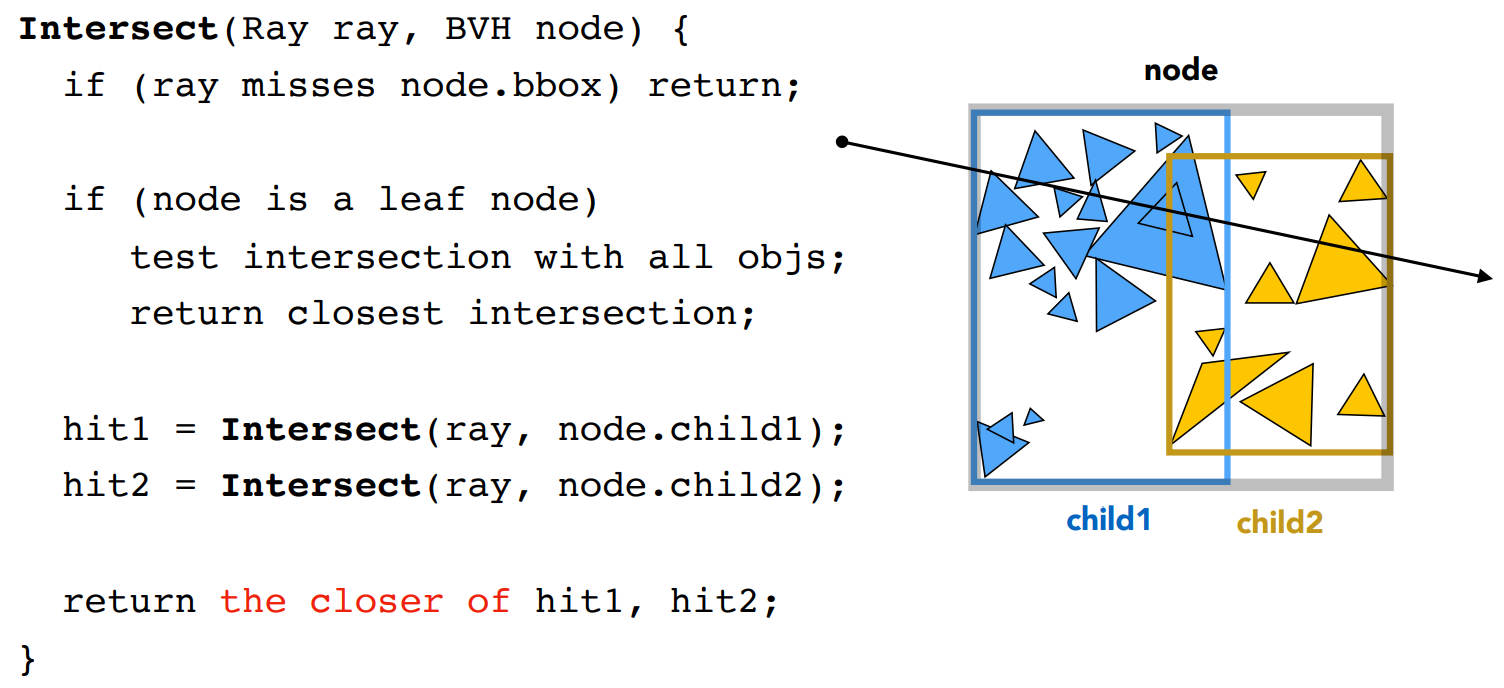 Intersect(Ray ray, BVH node) {
if (ray misses node.bbox) return;
if (node is a leaf node)
test intersection with all objs;
return closest intersection;
hit1 = Intersect(ray, node.child1);
hit2 = Intersect(ray, node.child2);
return the closer of hit1, hit2;
}
node
child1
child2